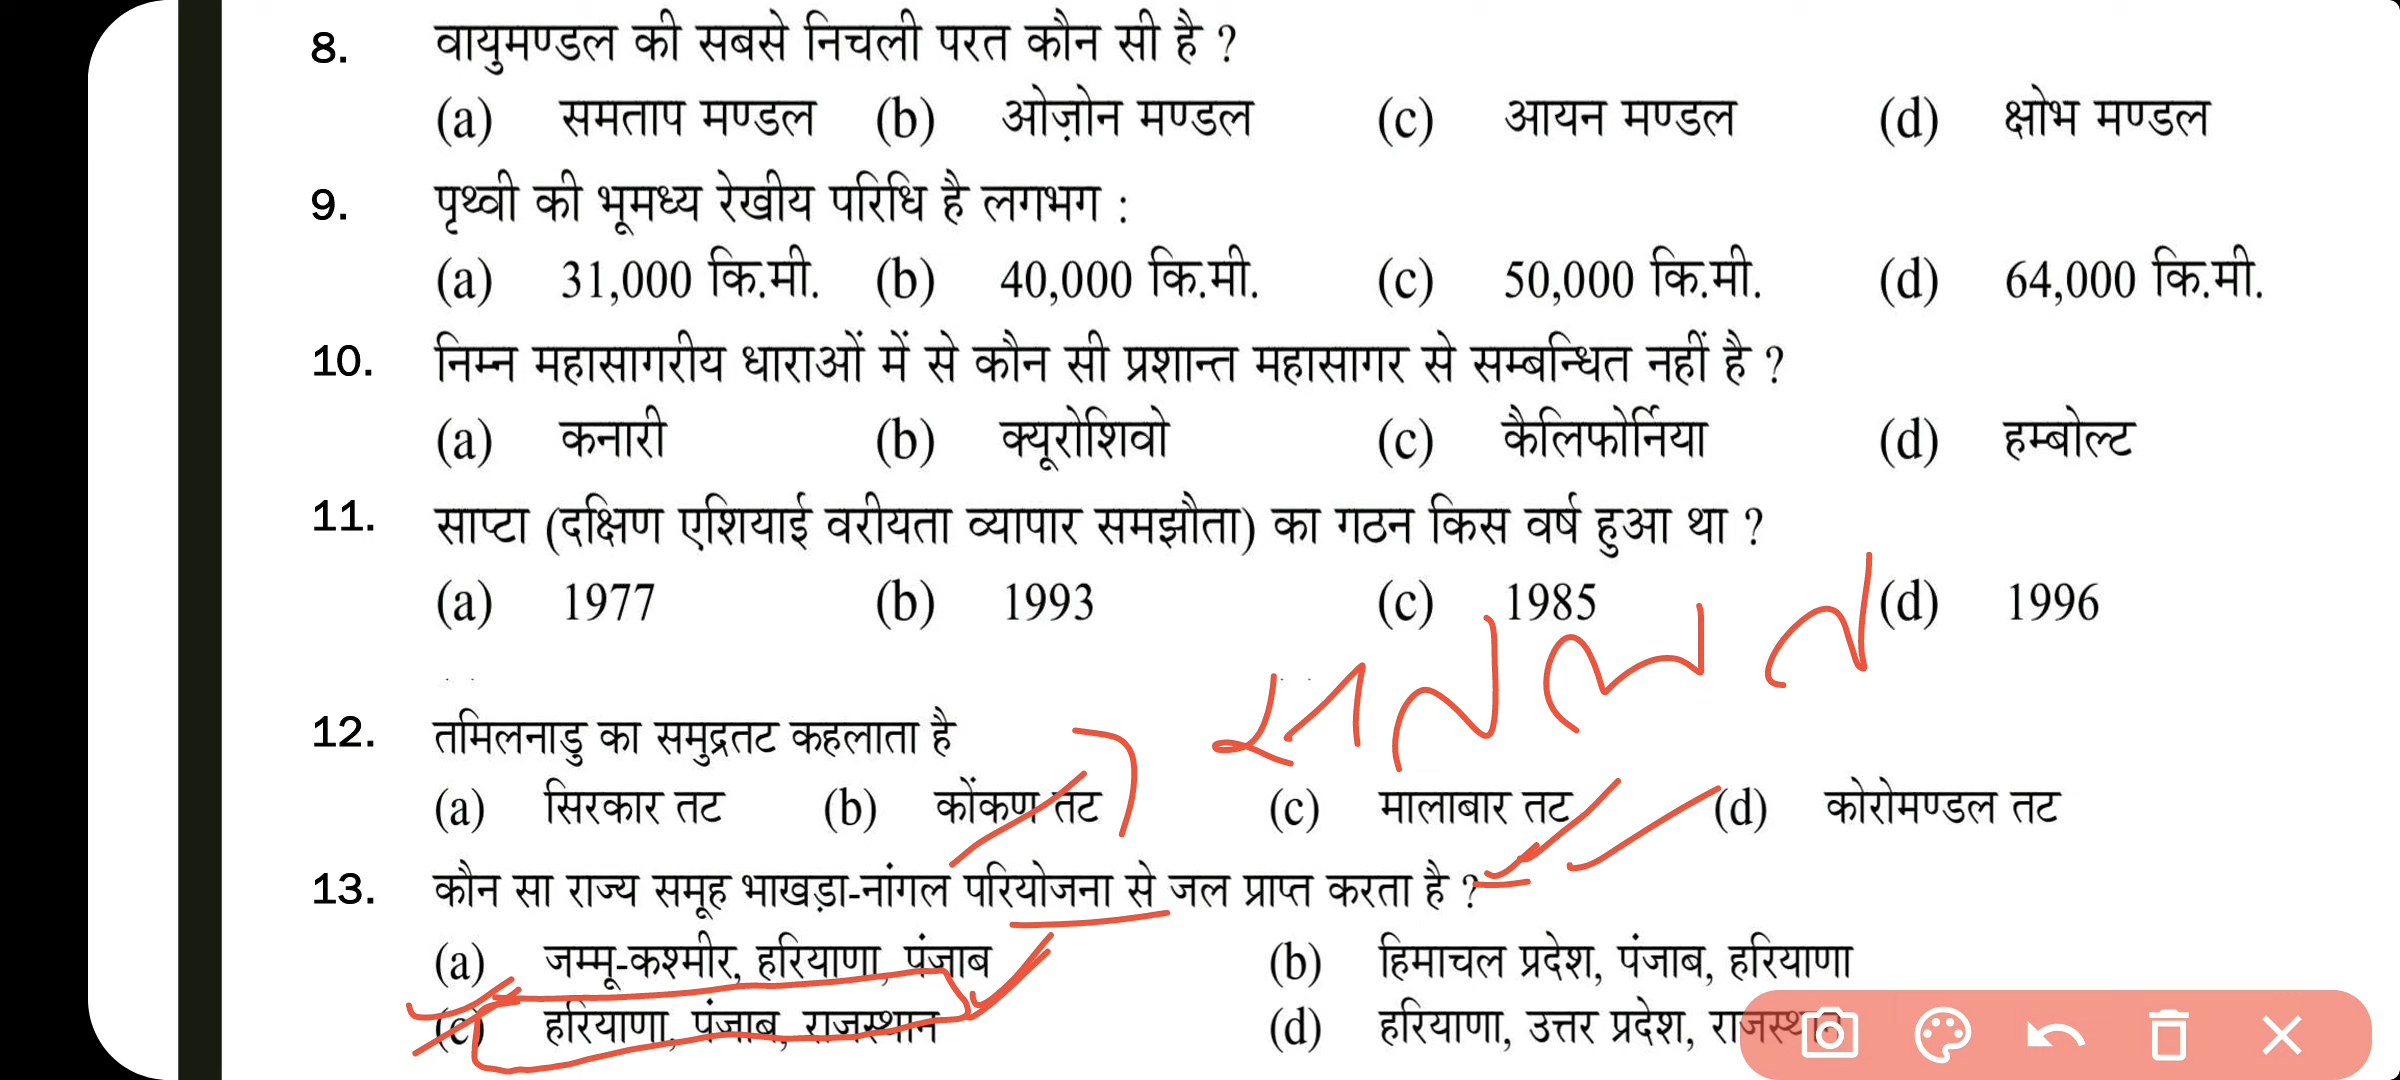 8. वायुमण्डल की सबसे निचली परत कौन सी है ?
(a) समताप मण्डल (b) ओज़ोन मण्डल (c) आयन मण्डल (d) क्षोभ मण्डल
9. पृथ्वी की भूमध्य रेखीय परिधि है लगभग :
(a) 31,000 कि.मी. (b) 40,000 कि.मी. (c) 50,000 कि.मी. (d) 64,000 कि.मी.
10. निम्न महासागरीय धाराओं में से कौन सी प्रशान्त महासागर से सम्बन्धित नहीं है ?
(a) कनारी (b) क्यूरोशिवो (c) कैलिफोर्निया (d) हम्बोल्ट
11. साप्टा (दक्षिण एशियाई वरीयता व्यापार समझौता) का गठन किस वर्ष हुआ था ?
(a) 1977 (b) 1993 (c) 1985 (d) 1996
12. तमिलनाडु का समुद्रतट कहलाता है
(a) सिरकार तट (b) कोंकण तट (c) मालाबार तट (d) कोरोमण्डल तट
13. कौन सा राज्य समूह भाखड़ा-नांगल परियोजना से जल प्राप्त करता है ?
(a) जम्मू-कश्मीर, हरियाणा, पंजाब (b) हिमाचल प्रदेश, पंजाब, हरियाणा
(c) हरियाणा, पंजाब, राजस्थान (d) हरियाणा, उत्तर प्रदेश, राजस्थान